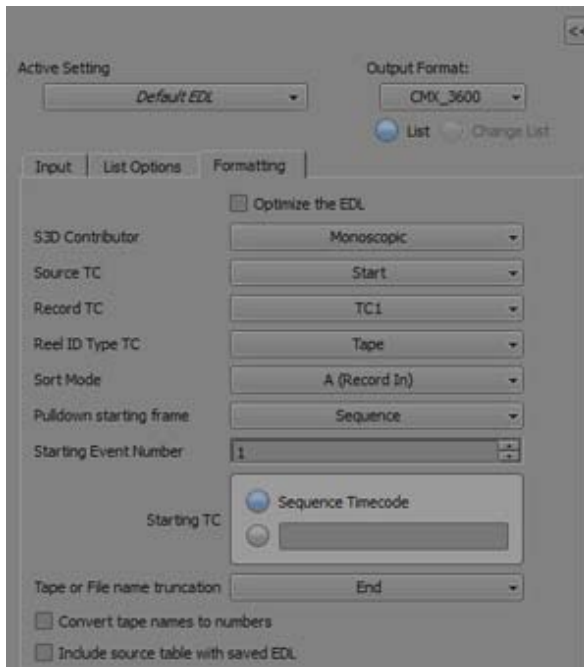 <<
Active Setting
Output Format:
Default EDL
CMX_3600
List
Change List
Input
List Options
Formatting
Optimize the EDL
S3D Contributor
Monoscopic
Source TC
Start
Record TC
TC1
Reel ID Type TC
Tape
Sort Mode
A (Record In)
Pulldown starting frame
Sequence
Starting Event Number
1
Sequence Timecode
Starting TC
Tape or File name truncation
End
Convert tape names to numbers
Include source table with saved EDL